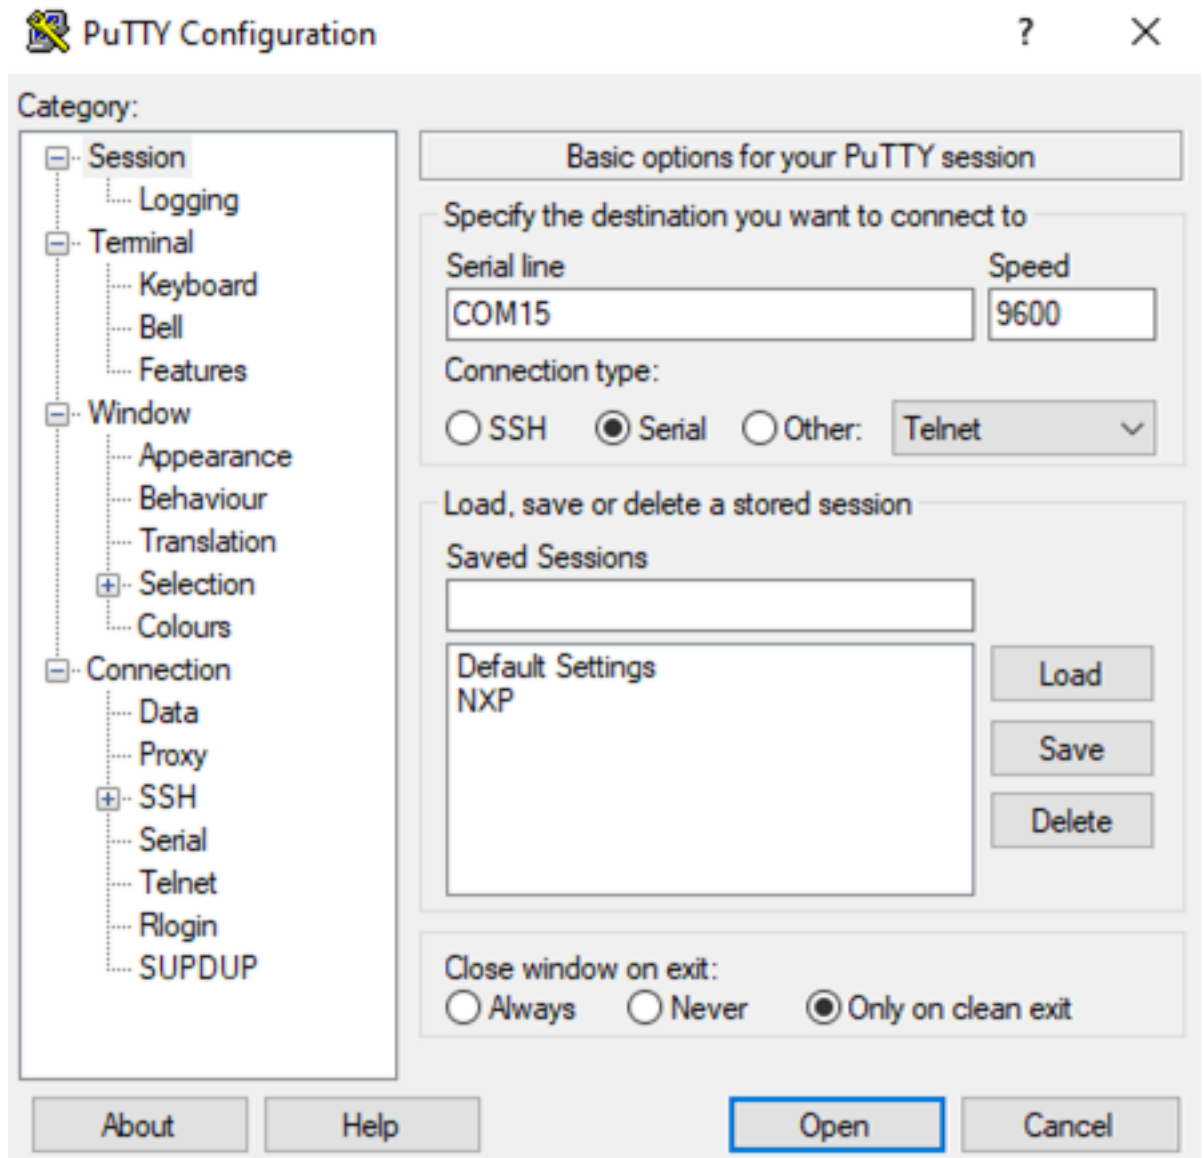 PuTTY Configuration
?
Category:
Session
Logging
Terminal
Keyboard
Bell
Features
Window
Appearance
Behaviour
Translation
Selection
Colours
Connection
Data
Proxy
SSH
Serial
Telnet
Rlogin
SUPDUP
Basic options for your PuTTY session
Specify the destination you want to connect to
Serial line Speed
COM15 9600
Connection type:
SSH Serial Other: Telnet
Load, save or delete a stored session
Saved Sessions
Default Settings
NXP
Load
Save
Delete
Close window on exit:
Always Never Only on clean exit
About Help Open Cancel